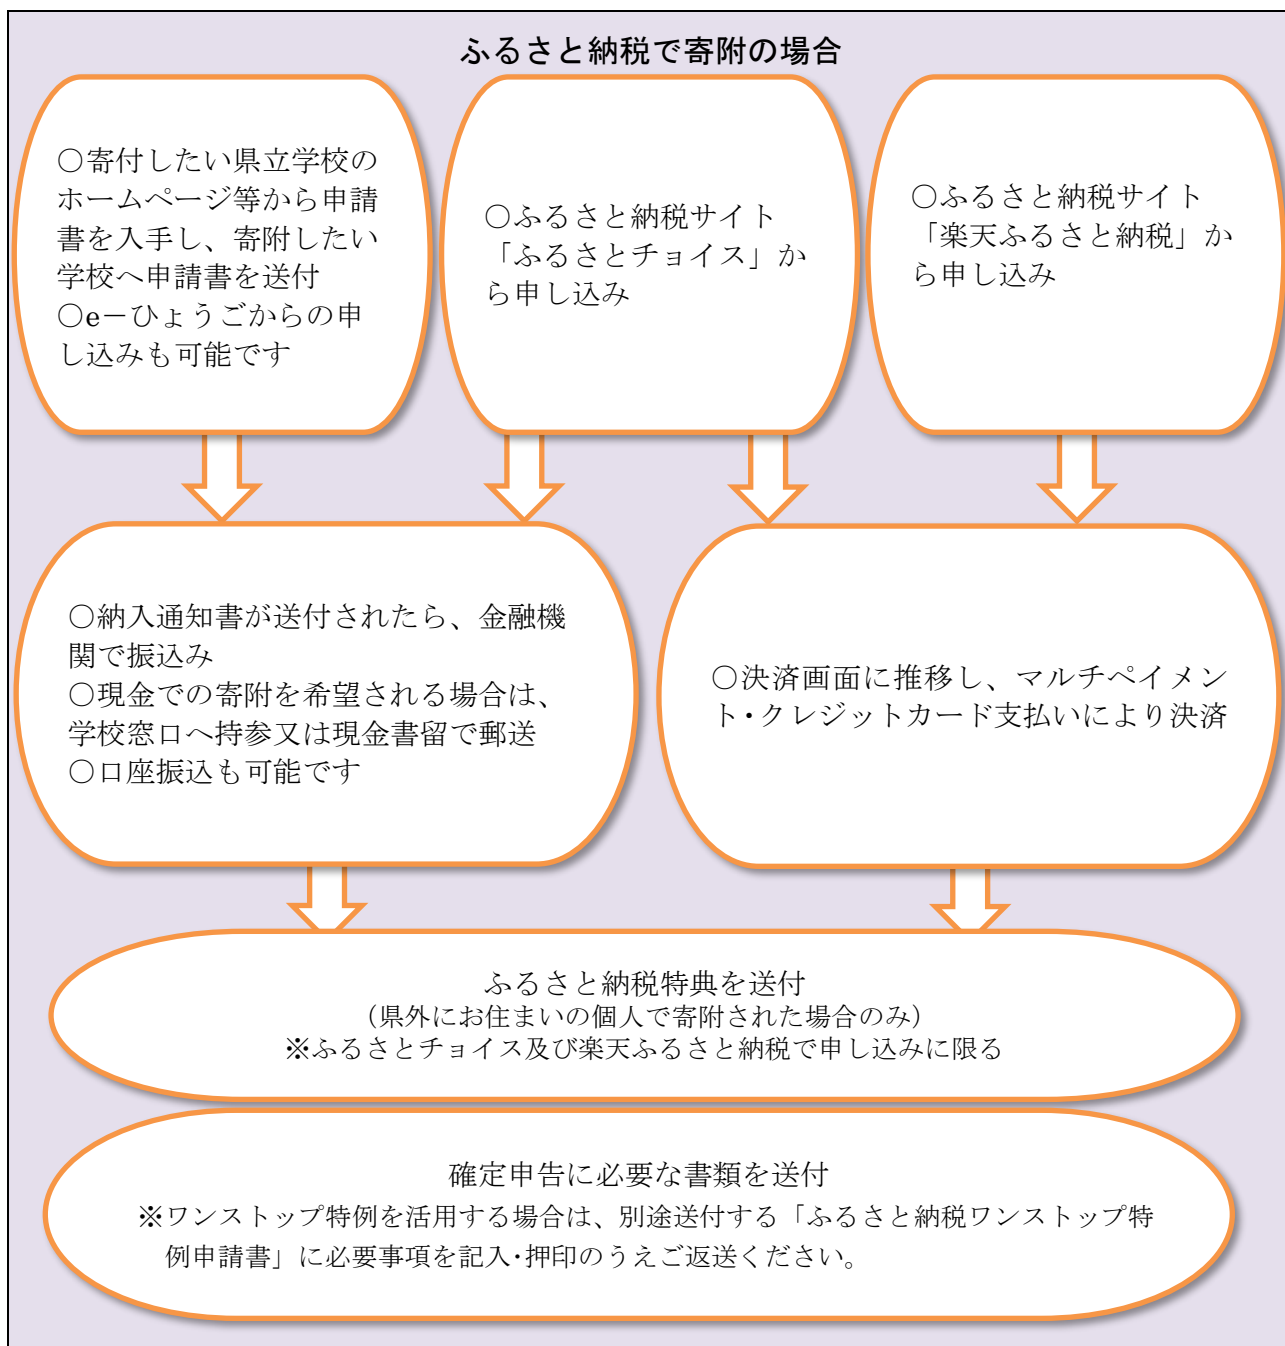 ふるさと納税で寄附の場合
○寄付したい県立学校の
ホームページ等から申請
書を入手し、寄附したい
学校へ申請書を送付
○e－ひょうごからの申
し込みも可能です
○ふるさと納税サイト
「ふるさとチョイス」か
ら申し込み
○ふるさと納税サイト
「楽天ふるさと納税」か
ら申し込み
○納入通知書が送付されたら、金融機
関で振込み
○現金での寄附を希望される場合は、
学校窓口へ持参又は現金書留で郵送
○口座振込も可能です
○決済画面に推移し、マルチペイメン
ト・クレジットカード支払いにより決済
ふるさと納税特典を送付
（県外にお住まいの個人で寄附された場合のみ）
※ふるさとチョイス及び楽天ふるさと納税で申し込みに限る
確定申告に必要な書類を送付
※ワンストップ特例を活用する場合は、別途送付する「ふるさと納税ワンストップ特
例申請書」に必要事項を記入・押印のうえご返送ください。